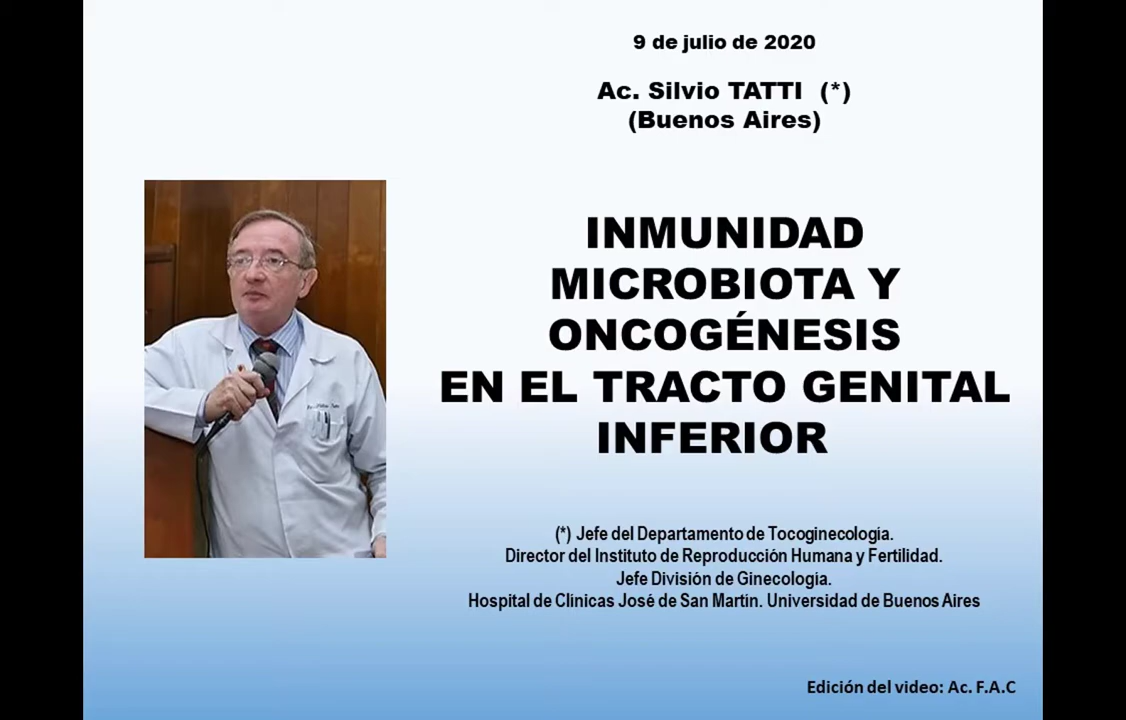 9 de julio de 2020
Ac. Silvio TATTI (*)
(Buenos Aires)
INMUNIDAD
MICROBIOTA Y
ONCOGÉNESIS
EN EL TRACTO GENITAL
INFERIOR
(*) Jefe del Departamento de Tocoginecología.
Director del Instituto de Reproducción Humana y Fertilidad.
Jefe División de Ginecología.
Hospital de Clínicas José de San Martín. Universidad de Buenos Aires
Edición del video: Ac. F.A.C